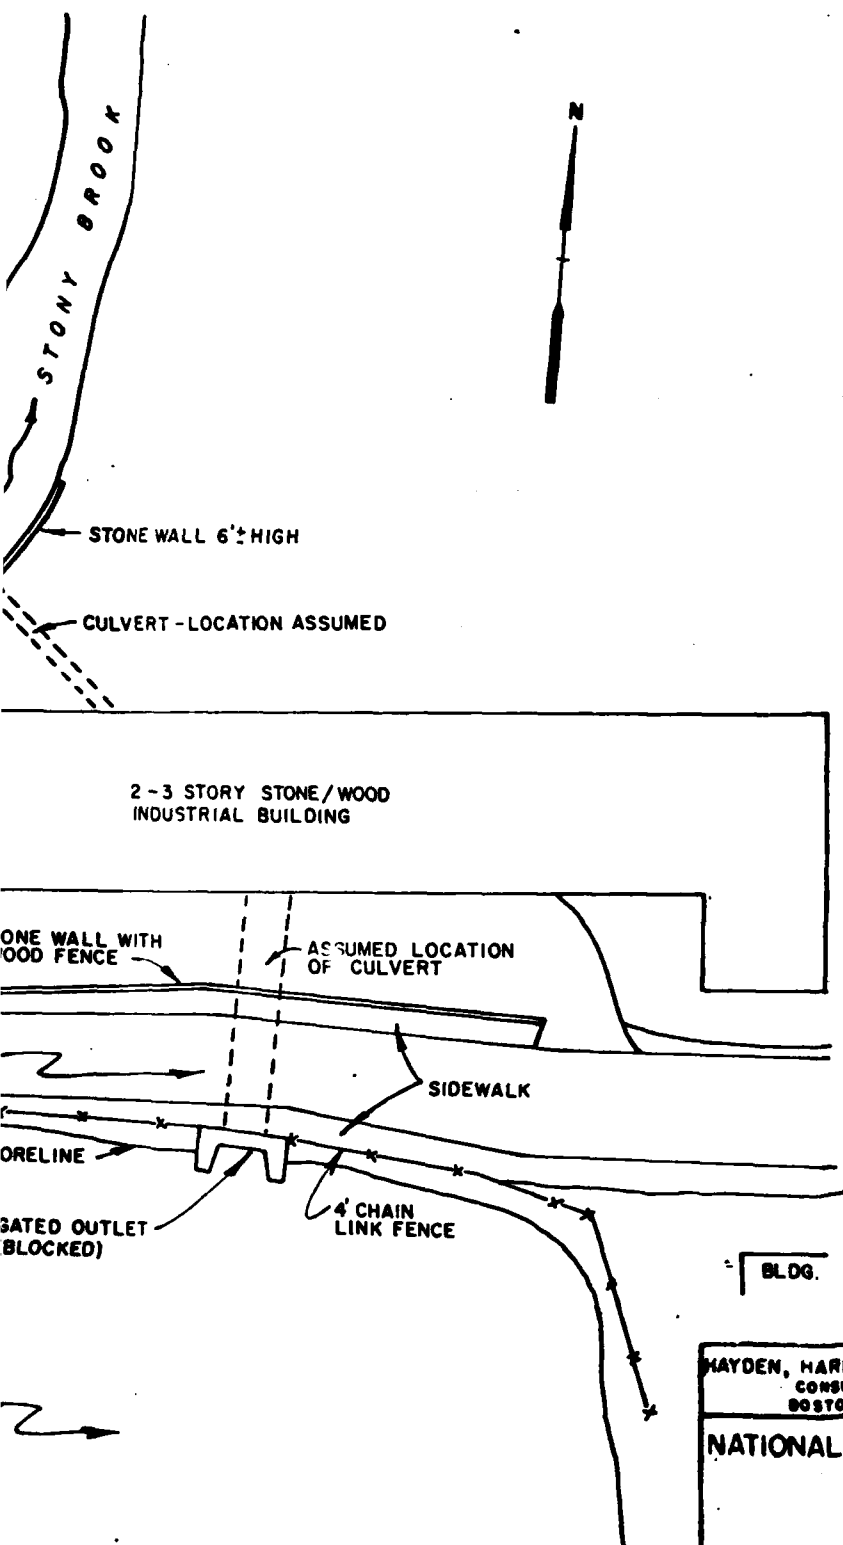 N
STONY BROOK
STONE WALL 6'± HIGH
CULVERT - LOCATION ASSUMED
2-3 STORY STONE/WOOD
INDUSTRIAL BUILDING
ONE WALL WITH
OOD FENCE
ASSUMED LOCATION
OF CULVERT
SIDEWALK
ORELINE
GATED OUTLET
(BLOCKED)
4' CHAIN
LINK FENCE
BLDG.
HAYDEN, HAR
CONSU
BOSTO
NATIONAL